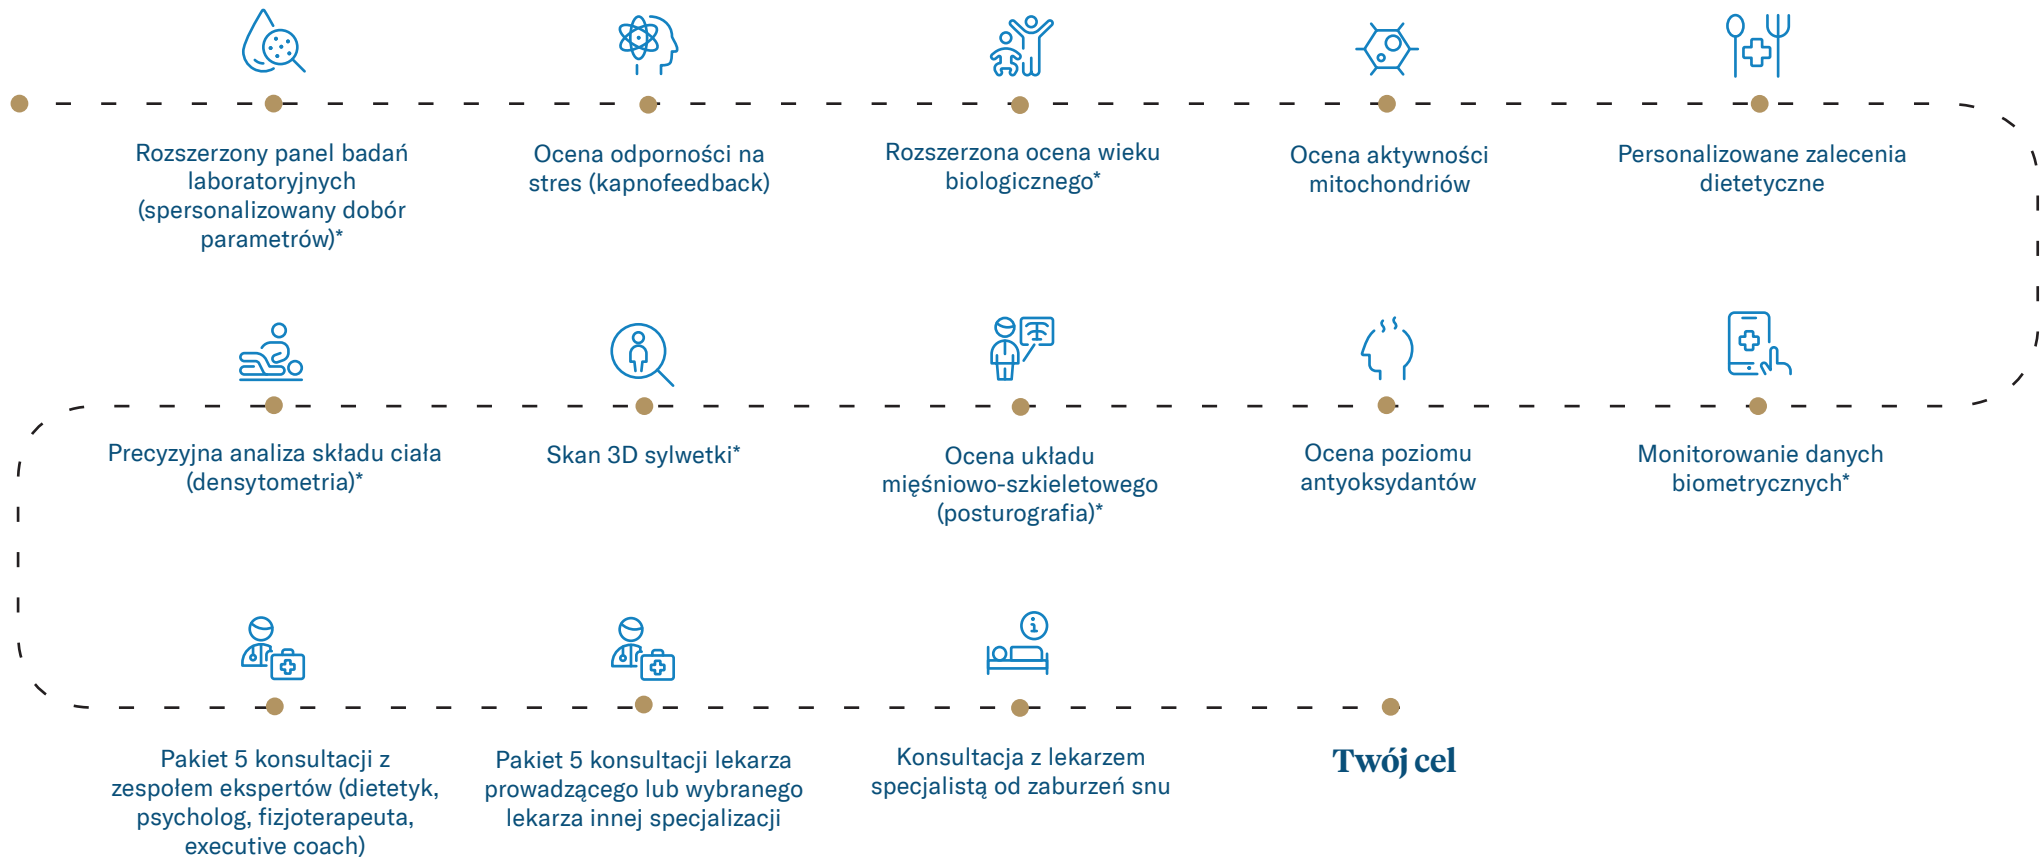 Rozszerzony panel badań
laboratoryjnych
(spersonalizowany dobór
parametrów)*
Ocena odporności na
stres (kapnofeedback)
Rozszerzona ocena wieku
biologicznego*
Ocena aktywności
mitochondriów
Personalizowane zalecenia
dietetyczne
Precyzyjna analiza składu ciała
(densytometria)*
Skan 3D sylwetki*
Ocena układu
mięśniowo-szkieletowego
(posturografia)*
Ocena poziomu
antyoksydantów
Monitorowanie danych
biometrycznych*
Pakiet 5 konsultacji z
zespołem ekspertów (dietetyk,
psycholog, fizjoterapeuta,
executive coach)
Pakiet 5 konsultacji lekarza
prowadzącego lub wybranego
lekarza innej specjalizacji
Konsultacja z lekarzem
specjalistą od zaburzeń snu
Twój cel